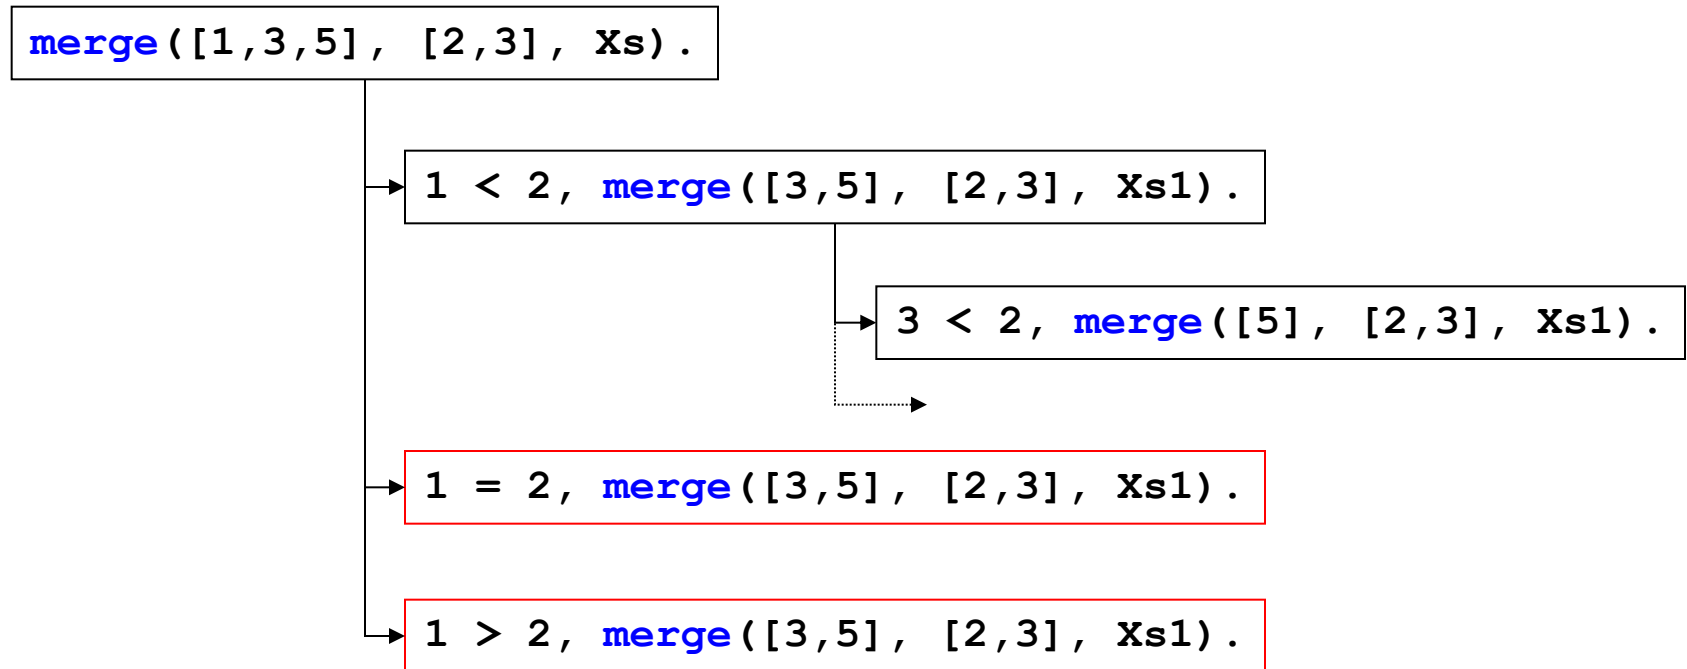 merge([1,3,5], [2,3], Xs).
1 < 2, merge([3,5], [2,3], Xs1).
3 < 2, merge([5], [2,3], Xs1).
1 = 2, merge([3,5], [2,3], Xs1).
1 > 2, merge([3,5], [2,3], Xs1).